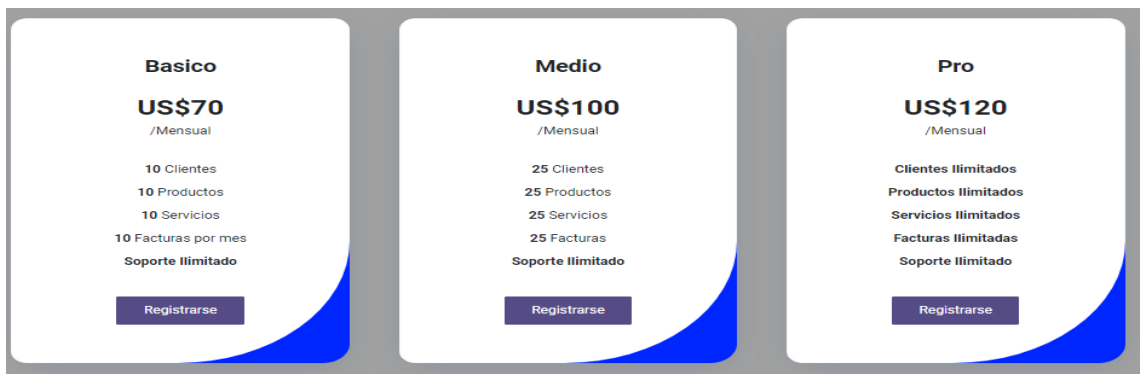 Basico
US$70
/Mensual
10 Clientes
10 Productos
10 Servicios
10 Facturas por mes
Soporte Ilimitado
Registrarse
Medio
US$100
/Mensual
25 Clientes
25 Productos
25 Servicios
25 Facturas
Soporte Ilimitado
Registrarse
Pro
US$120
/Mensual
Clientes Ilimitados
Productos Ilimitados
Servicios Ilimitados
Facturas Ilimitadas
Soporte Ilimitado
Registrarse